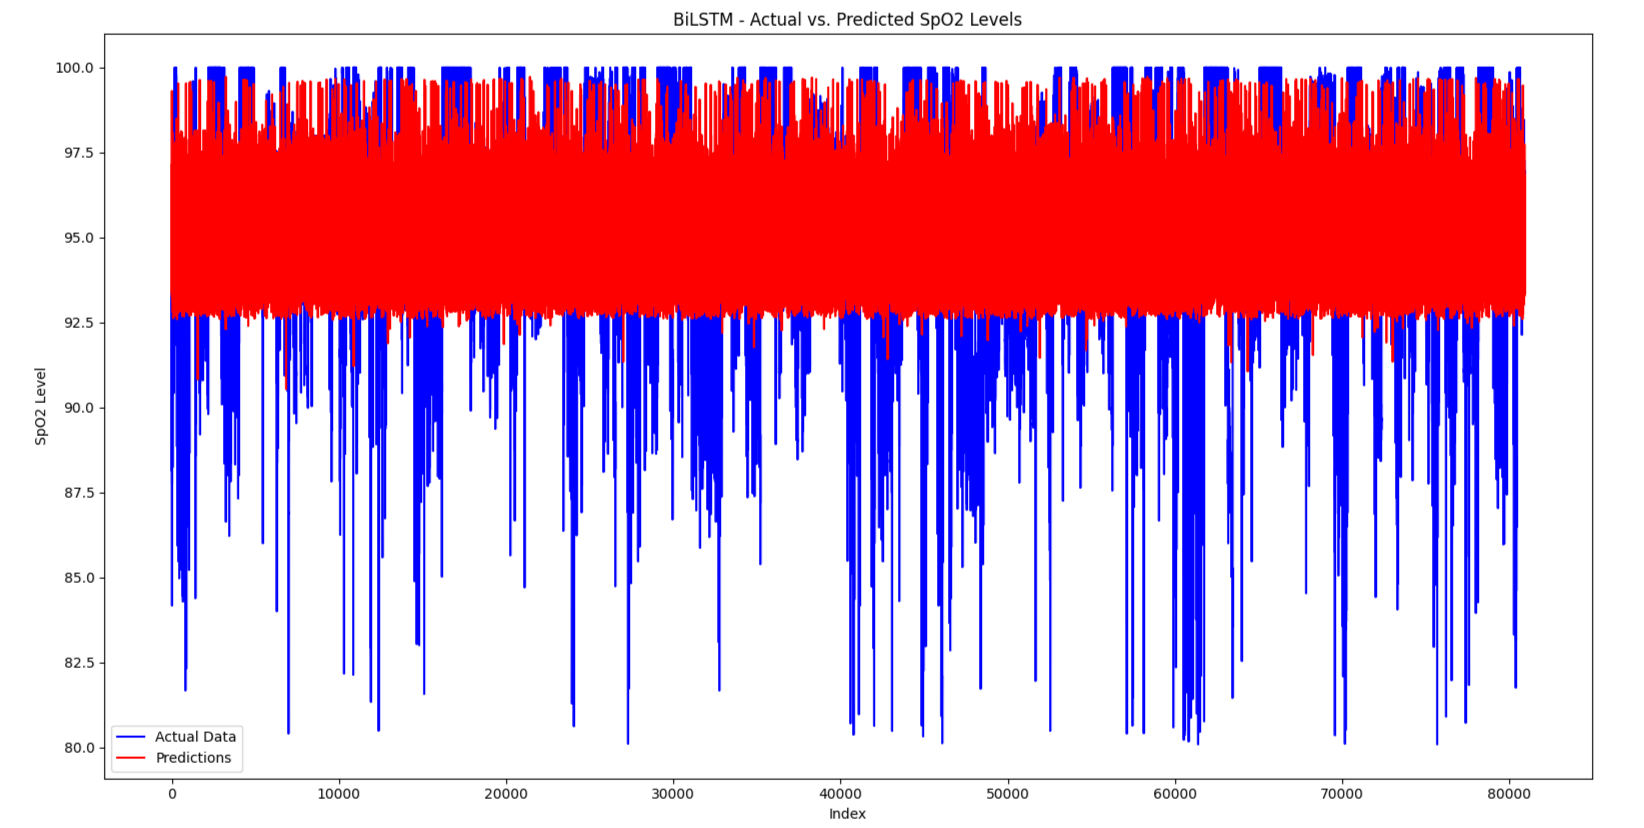 BiLSTM - Actual vs. Predicted SpO2 Levels
100.0
97.5
95.0
92.5
90.0
87.5
85.0
82.5
80.0
SpO2 Level
Actual Data
Predictions
0 10000 20000 30000 40000 50000 60000 70000 80000
Index